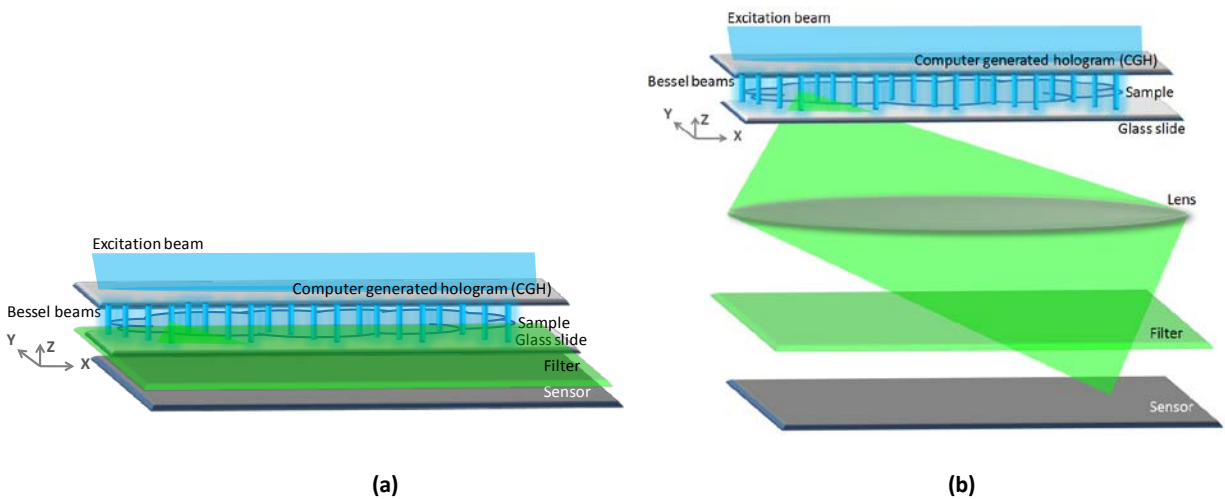 Excitation beam
Computer generated hologram (CGH)
Bessel beams
Sample
Glass slide
Y
Z
X
Filter
Sensor
(a)
Excitation beam
Computer generated hologram (CGH)
Bessel beams
Sample
Glass slide
Y
Z
X
Lens
Filter
Sensor
(b)